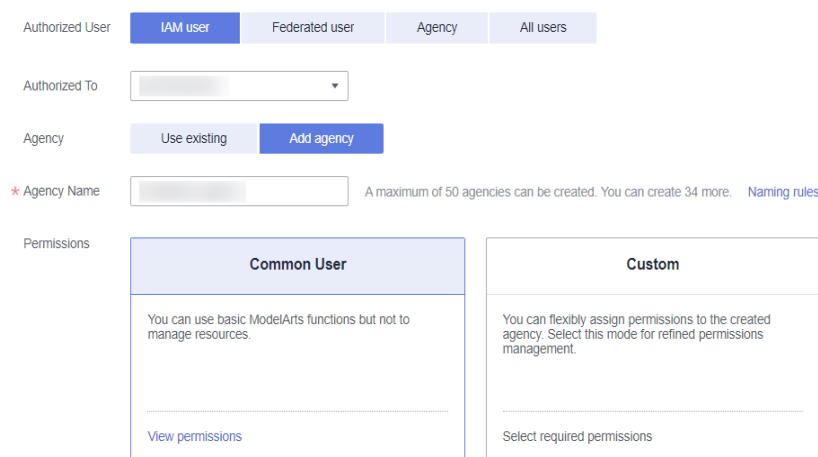 Authorized User IAM user Federated user Agency All users
Authorized To
Agency Use existing Add agency
* Agency Name A maximum of 50 agencies can be created. You can create 34 more. Naming rules
Permissions
Common User
You can use basic ModelArts functions but not to
manage resources.
View permissions
Custom
You can flexibly assign permissions to the created
agency. Select this mode for refined permissions
management.
Select required permissions